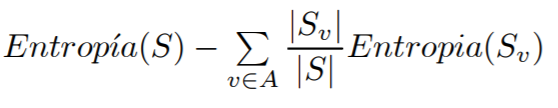 Entropía(S) − ∑_{v∈A} |S_v|/|S| Entropia(S_v)